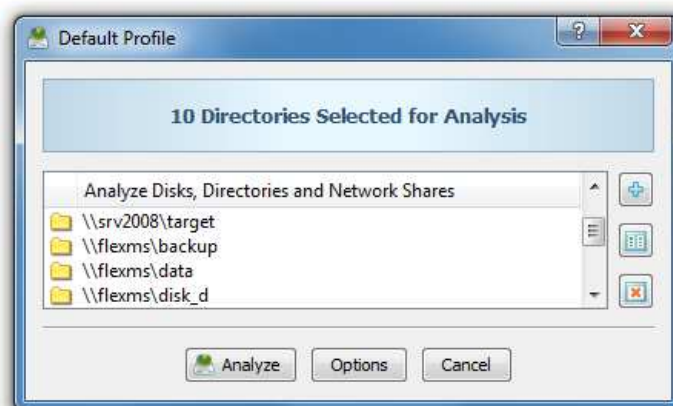 Default Profile
?
10 Directories Selected for Analysis
Analyze Disks, Directories and Network Shares
\\srv2008\target
\\flexms\backup
\\flexms\data
\\flexms\disk_d
Analyze
Options
Cancel